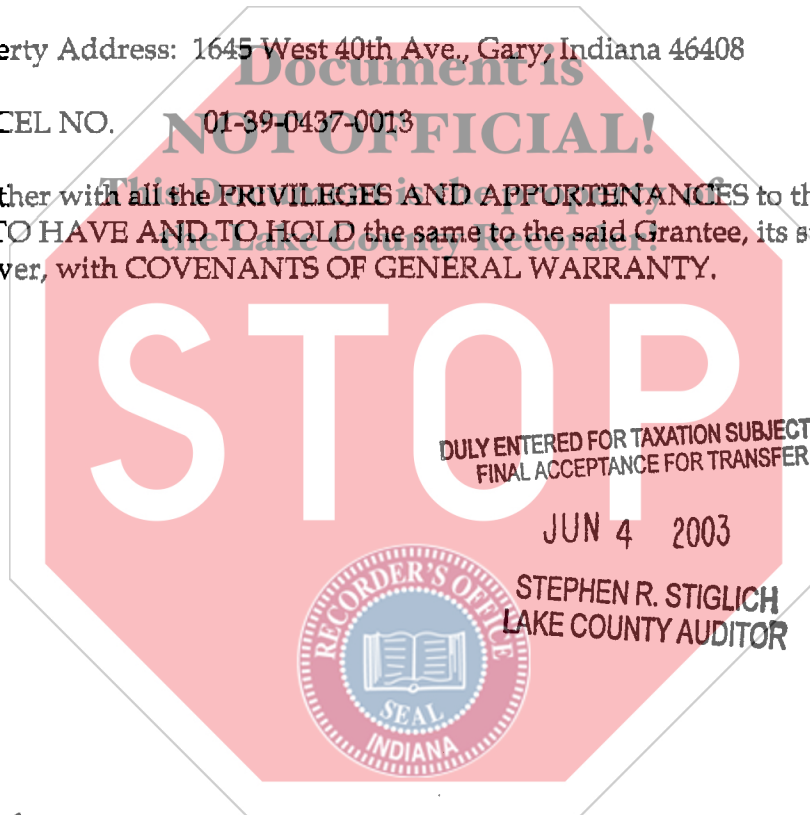 erty Address: 1645 West 40th Ave., Gary, Indiana 46408
Document is
CEL NO. 01-39-0437-0013
NOT OFFICIAL!
ther with all the PRIVILEGES AND APPURTENANCES to th
This Document is the property of
TO HAVE AND TO HOLD the same to the said Grantee, its s
the Lake County Recorder!
ver, with COVENANTS OF GENERAL WARRANTY.
STOP
DULY ENTERED FOR TAXATION SUBJECT
FINAL ACCEPTANCE FOR TRANSFER
JUN 4 2003
STEPHEN R. STIGLICH
LAKE COUNTY AUDITOR
RECORDER'S OFFICE
SEAL
INDIANA